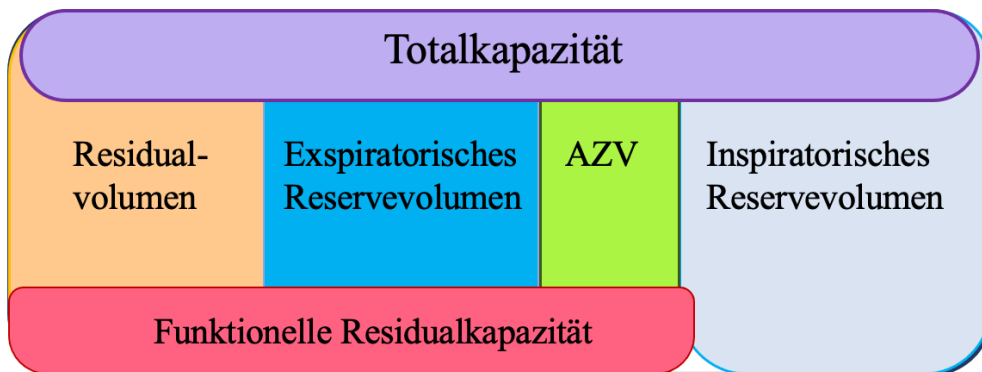 Totalkapazität
Residual-
volumen
Exspiratorisches
Reservevolumen
AZV
Inspiratorisches
Reservevolumen
Funktionelle Residualkapazität